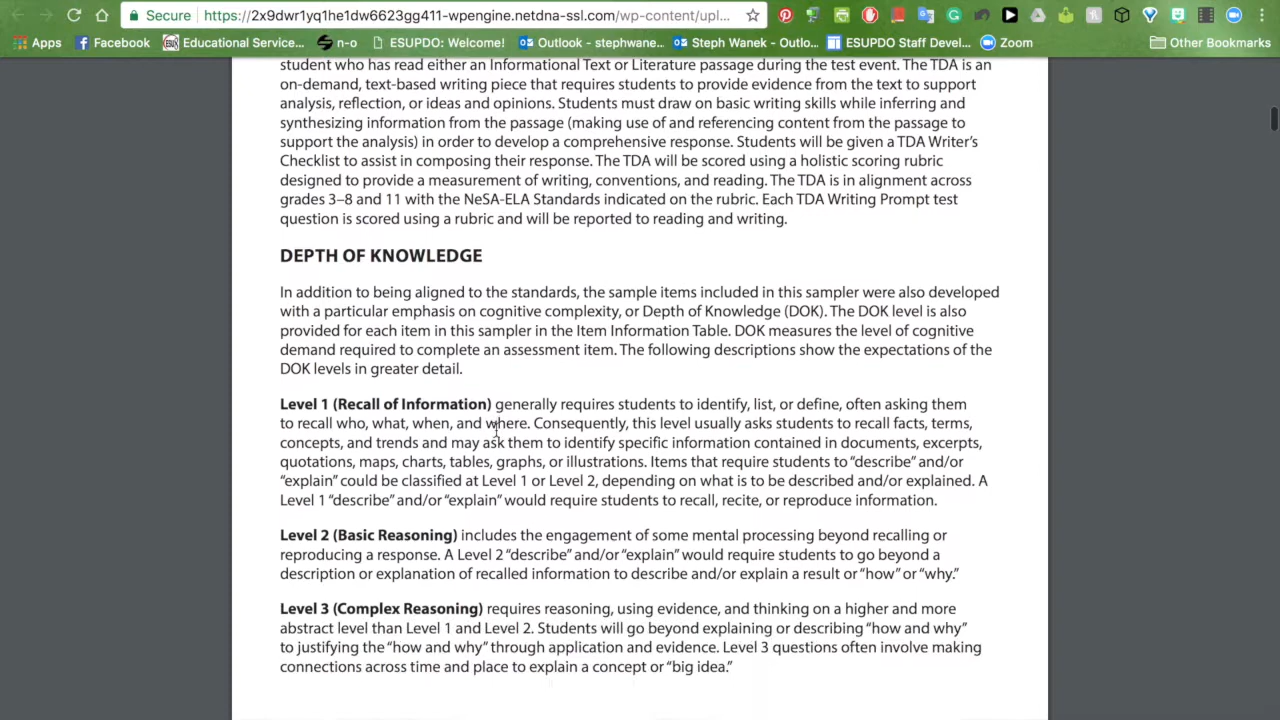 Secure https://2x9dwr1yq1he1dw6623gg411-wpengine.netdna-ssl.com/wp-content/upl...
Apps Facebook Educational Service... n-o ESUPDO: Welcome! Outlook - stephwane... Steph Wanek - Outlo... ESUPDO Staff Devel... Zoom Other Bookmarks
student who has read either an Informational Text or Literature passage during the test event. The TDA is an
on-demand, text-based writing piece that requires students to provide evidence from the text to support
analysis, reflection, or ideas and opinions. Students must draw on basic writing skills while inferring and
synthesizing information from the passage (making use of and referencing content from the passage to
support the analysis) in order to develop a comprehensive response. Students will be given a TDA Writer's
Checklist to assist in composing their response. The TDA will be scored using a holistic scoring rubric
designed to provide a measurement of writing, conventions, and reading. The TDA is in alignment across
grades 3–8 and 11 with the NeSA-ELA Standards indicated on the rubric. Each TDA Writing Prompt test
question is scored using a rubric and will be reported to reading and writing.
DEPTH OF KNOWLEDGE
In addition to being aligned to the standards, the sample items included in this sampler were also developed
with a particular emphasis on cognitive complexity, or Depth of Knowledge (DOK). The DOK level is also
provided for each item in this sampler in the Item Information Table. DOK measures the level of cognitive
demand required to complete an assessment item. The following descriptions show the expectations of the
DOK levels in greater detail.
Level 1 (Recall of Information) generally requires students to identify, list, or define, often asking them
to recall who, what, when, and where. Consequently, this level usually asks students to recall facts, terms,
concepts, and trends and may ask them to identify specific information contained in documents, excerpts,
quotations, maps, charts, tables, graphs, or illustrations. Items that require students to “describe” and/or
“explain” could be classified at Level 1 or Level 2, depending on what is to be described and/or explained. A
Level 1 “describe” and/or “explain” would require students to recall, recite, or reproduce information.
Level 2 (Basic Reasoning) includes the engagement of some mental processing beyond recalling or
reproducing a response. A Level 2 “describe” and/or “explain” would require students to go beyond a
description or explanation of recalled information to describe and/or explain a result or “how” or “why.”
Level 3 (Complex Reasoning) requires reasoning, using evidence, and thinking on a higher and more
abstract level than Level 1 and Level 2. Students will go beyond explaining or describing “how and why”
to justifying the “how and why” through application and evidence. Level 3 questions often involve making
connections across time and place to explain a concept or “big idea.”